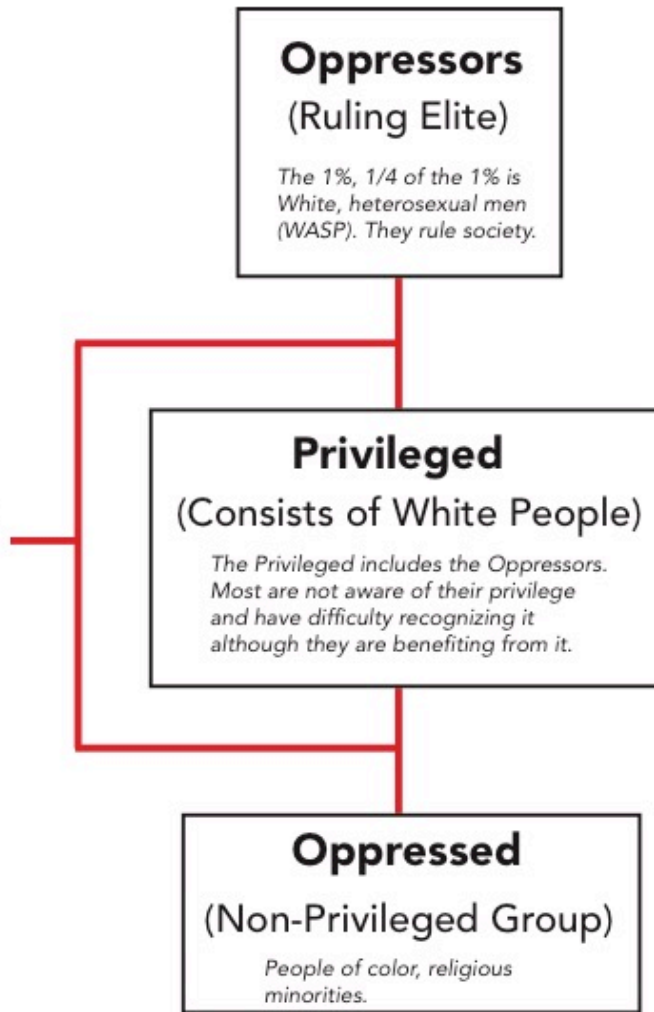 Oppressors
(Ruling Elite)
The 1%, 1/4 of the 1% is
White, heterosexual men
(WASP). They rule society.
Privileged
(Consists of White People)
The Privileged includes the Oppressors.
Most are not aware of their privilege
and have difficulty recognizing it
although they are benefiting from it.
Oppressed
(Non-Privileged Group)
People of color, religious
minorities.